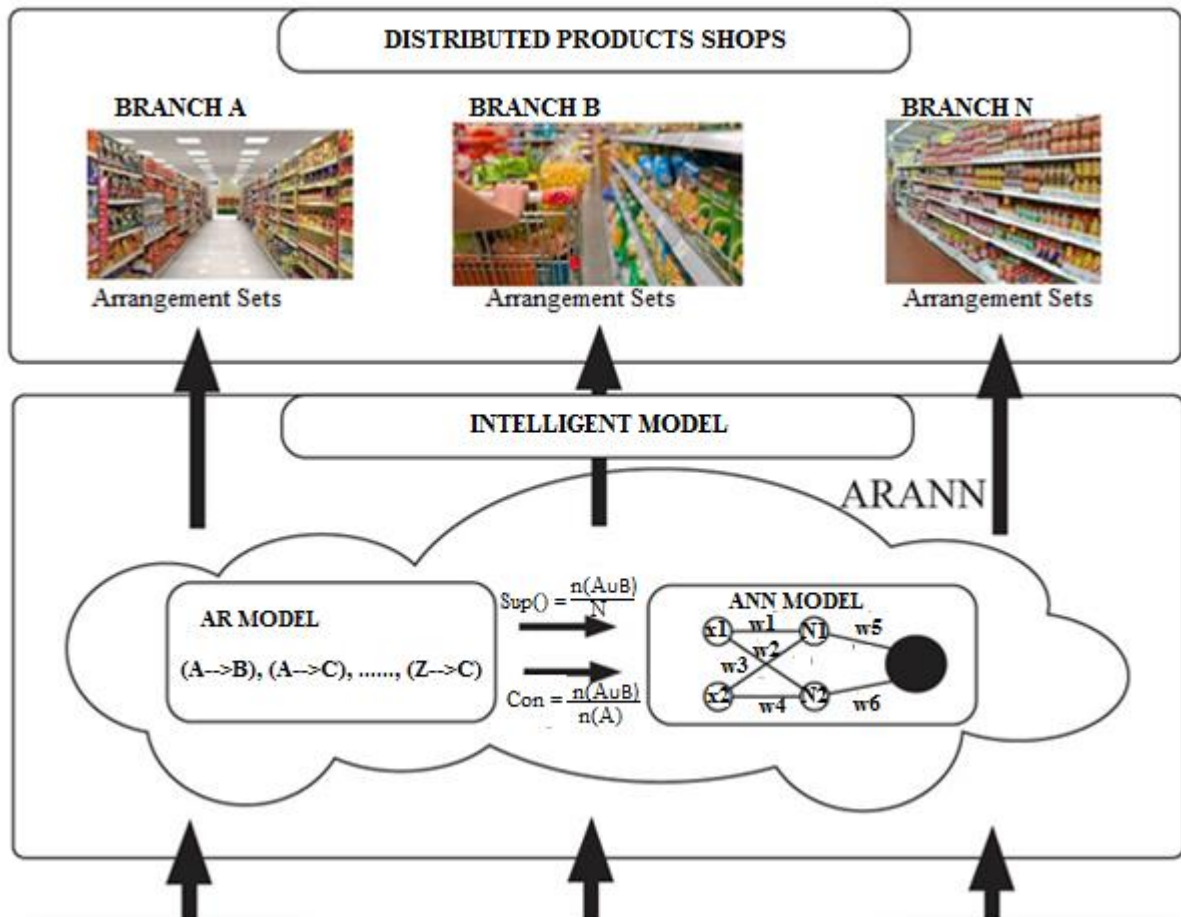 DISTRIBUTED PRODUCTS SHOPS
BRANCH A
BRANCH B
BRANCH N
Arrangement Sets
Arrangement Sets
Arrangement Sets
INTELLIGENT MODEL
ARANN
AR MODEL
(A-->B), (A-->C), ......, (Z-->C)
Sup() = n(A∪B)
N
Con = n(A∪B)
n(A)
ANN MODEL
x1 w1 N1 w5
w3 w2
x2 w4 N2 w6